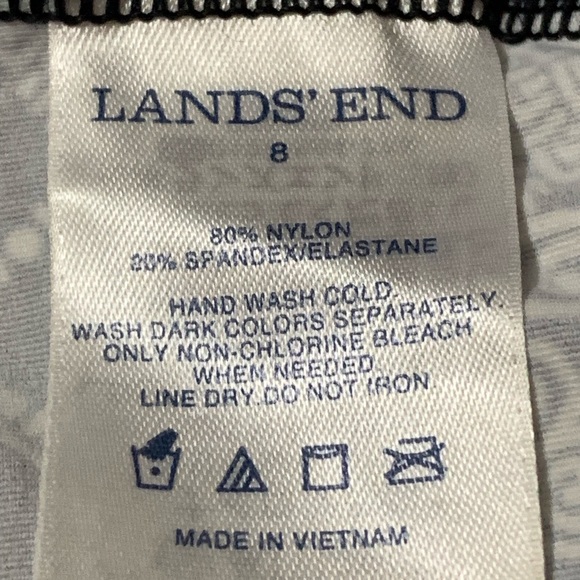 LANDS' END
8
80% NYLON
20% SPANDEX/ELASTANE
HAND WASH COLD.
WASH DARK COLORS SEPARATELY.
ONLY NON-CHLORINE BLEACH
WHEN NEEDED.
LINE DRY. DO NOT IRON.
MADE IN VIETNAM